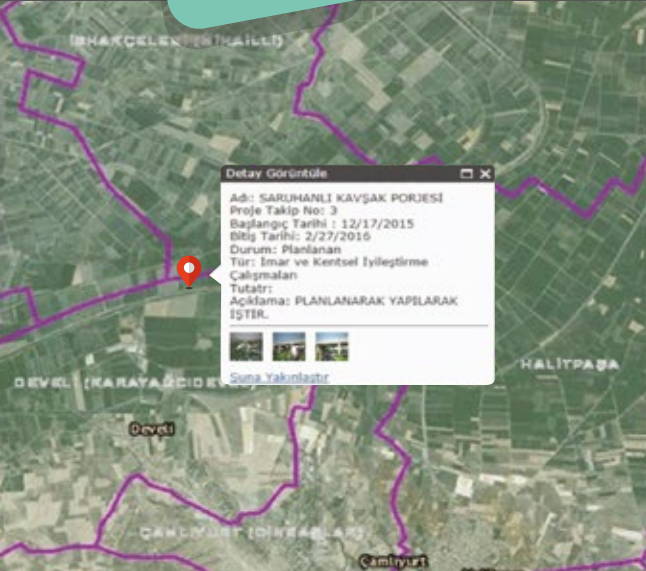 Detay Görüntüle
Adı: SARUHANLI KAVŞAK PORJESİ
Proje Takip No: 3
Başlangıç Tarihi : 12/17/2015
Bitiş Tarihi: 2/27/2016
Durum: Planlanan
Tür: İmar ve Kentsel İyileştirme
Çalışmaları
Tutatr:
Açıklama: PLANLANARAK YAPILARAK
İŞTİR.
Şuna Yakınlaştır
HALİTPAŞA
DEVELİ
Develi
Çamlıyurt